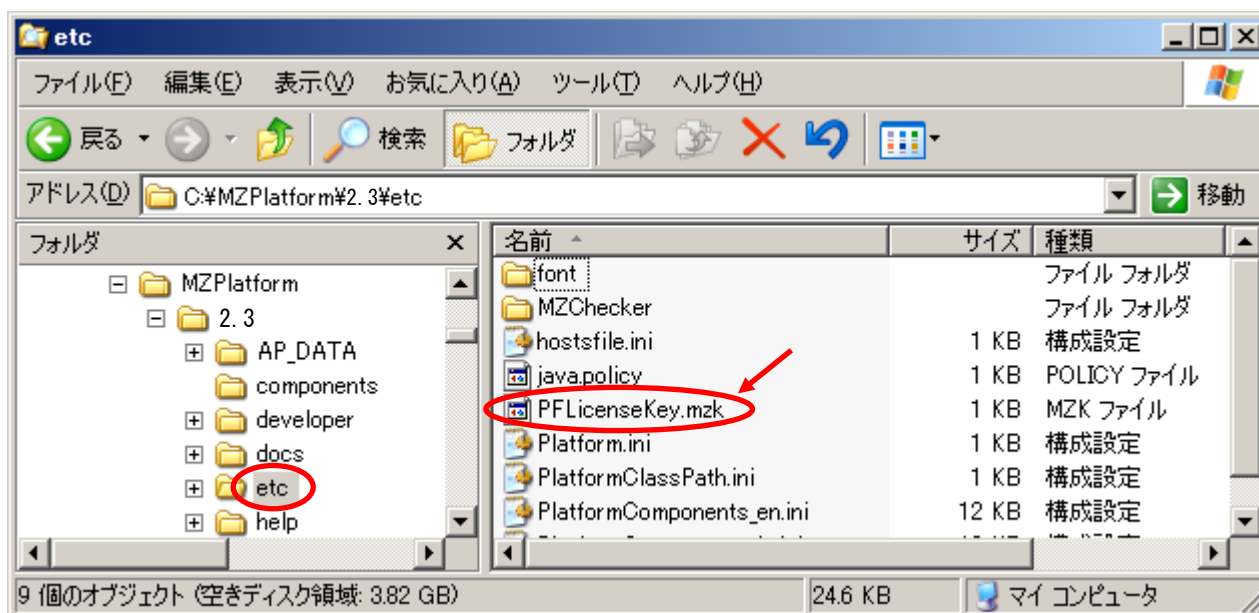 etc
ファイル(F) 編集(E) 表示(V) お気に入り(A) ツール(T) ヘルプ(H)
戻る 検索 フォルダ
アドレス(D) C:¥MZPlatform¥2.3¥etc 移動
フォルダ x 名前 サイズ 種類
MZPlatform
2.3
AP_DATA
components
developer
docs
etc
help
font ファイル フォルダ
MZChecker ファイル フォルダ
hostsfile.ini 1 KB 構成設定
java.policy 1 KB POLICY ファイル
PFLicenseKey.mzk 1 KB MZK ファイル
Platform.ini 1 KB 構成設定
PlatformClassPath.ini 1 KB 構成設定
PlatformComponents_en.ini 12 KB 構成設定
9 個のオブジェクト (空きディスク領域: 3.82 GB) 24.6 KB マイ コンピュータ